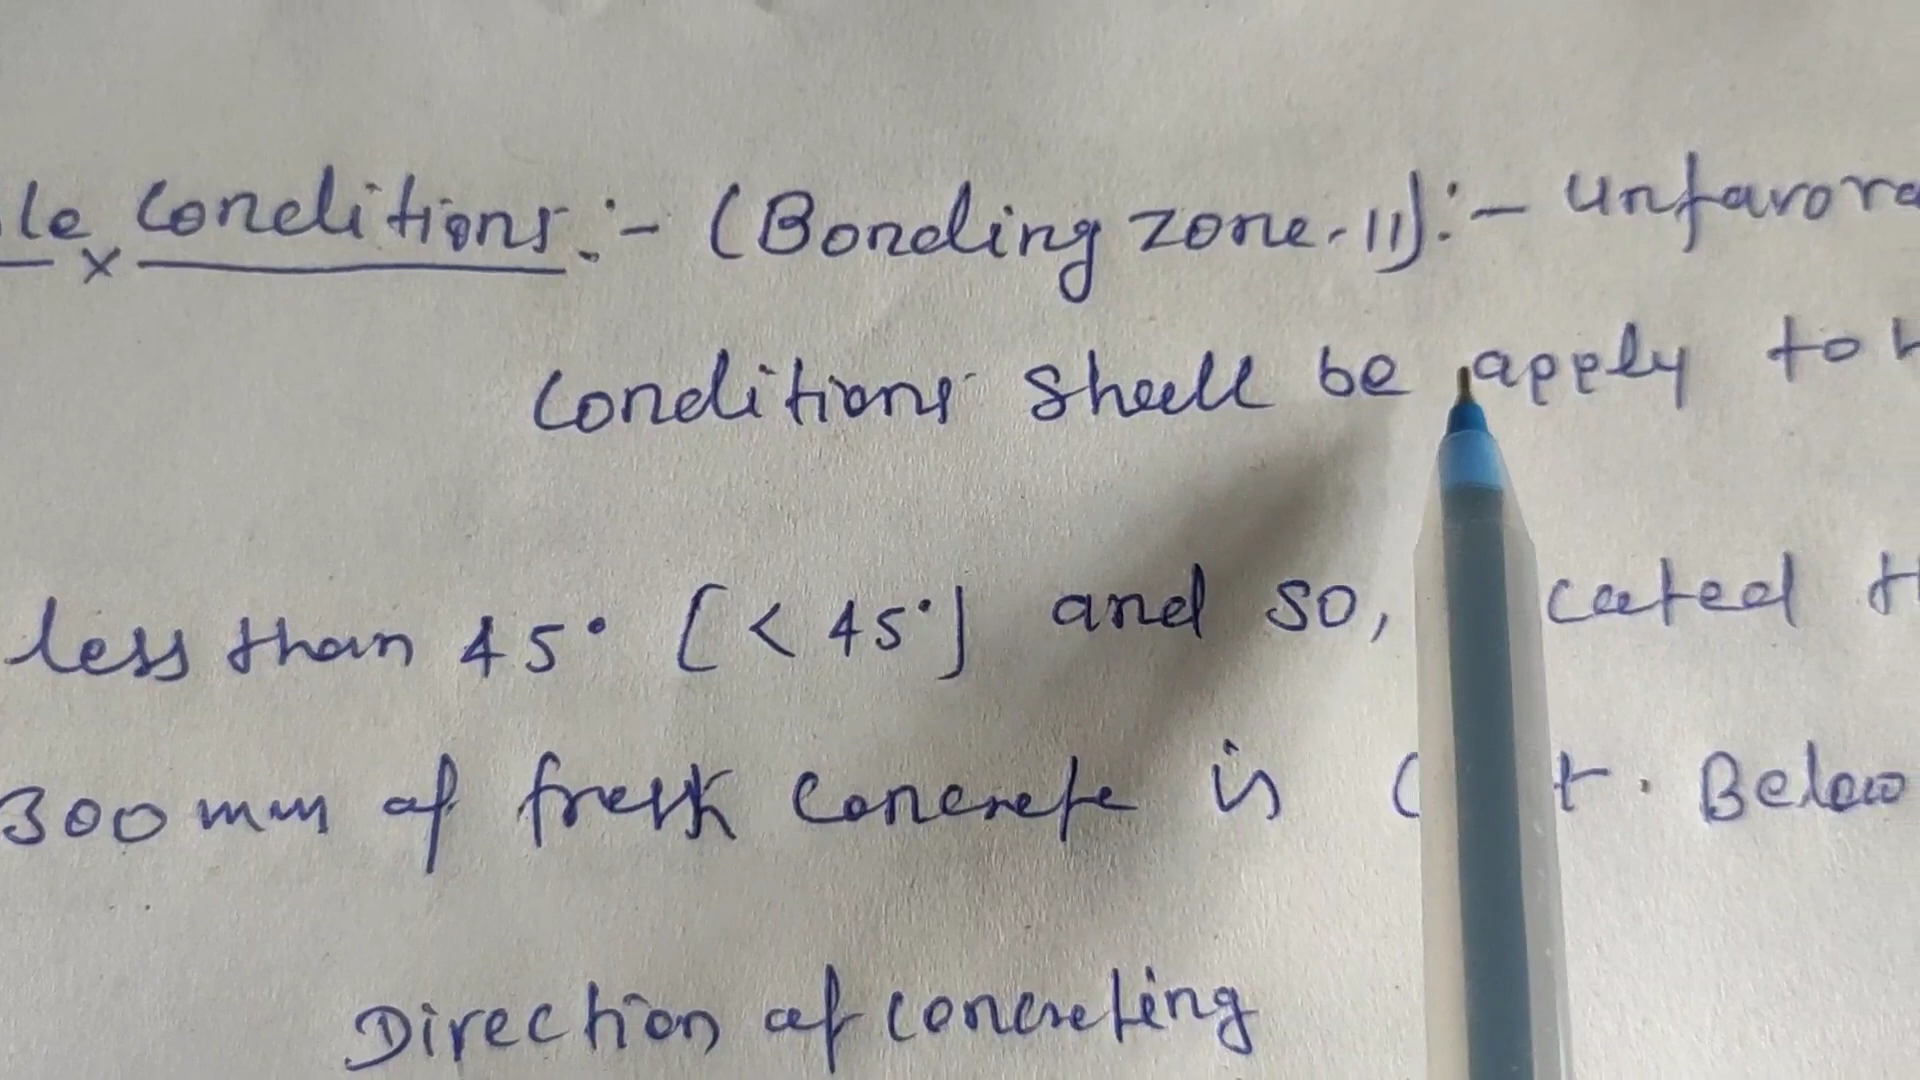 le conditions:- (Bonding zone-II):- unfavora
conditions shall be apply to
less than 45° [< 45°] and so, cated
300 mm of fresh concrete is Below
Direction of concreting